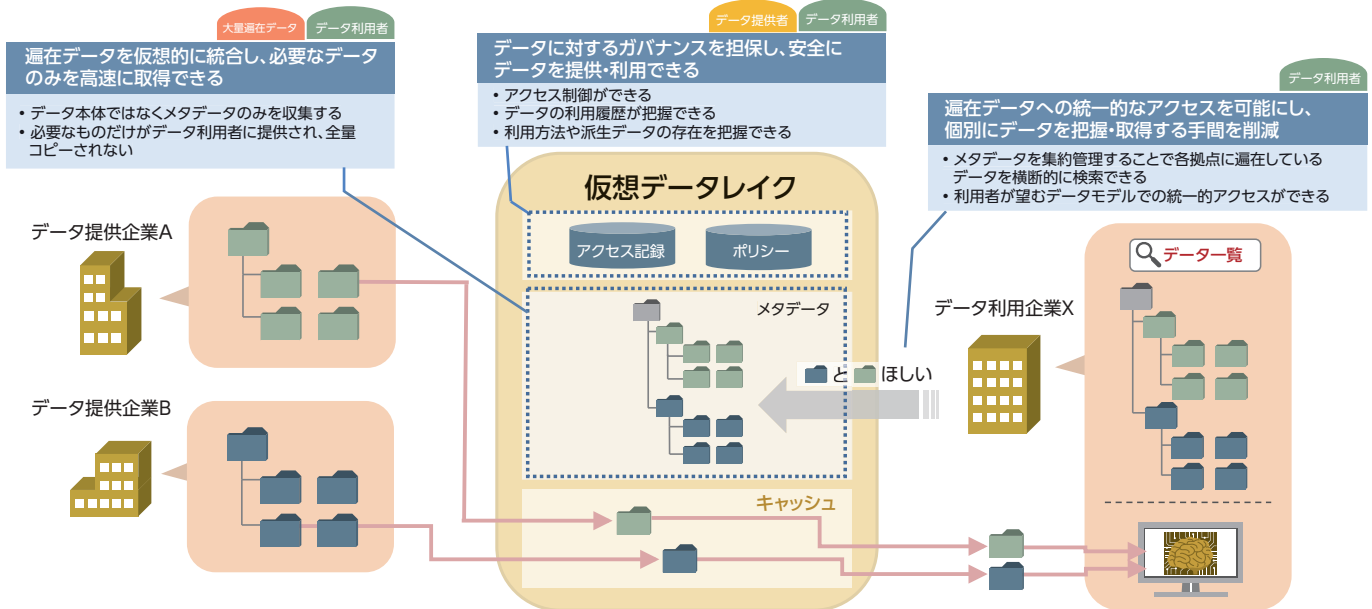 大量遍在データ
データ利用者
遍在データを仮想的に統合し、必要なデータ
のみを高速に取得できる
・データ本体ではなくメタデータのみを収集する
・必要なものだけがデータ利用者に提供され、全量
コピーされない
データ提供者
データ利用者
データに対するガバナンスを担保し、安全に
データを提供・利用できる
・アクセス制御ができる
・データの利用履歴が把握できる
・利用方法や派生データの存在を把握できる
データ利用者
遍在データへの統一的なアクセスを可能にし、
個別にデータを把握・取得する手間を削減
・メタデータを集約管理することで各拠点に遍在している
データを横断的に検索できる
・利用者が望むデータモデルでの統一的アクセスができる
データ提供企業A
データ提供企業B
仮想データレイク
アクセス記録
ポリシー
メタデータ
と ほしい
キャッシュ
データ利用企業X
データ一覧